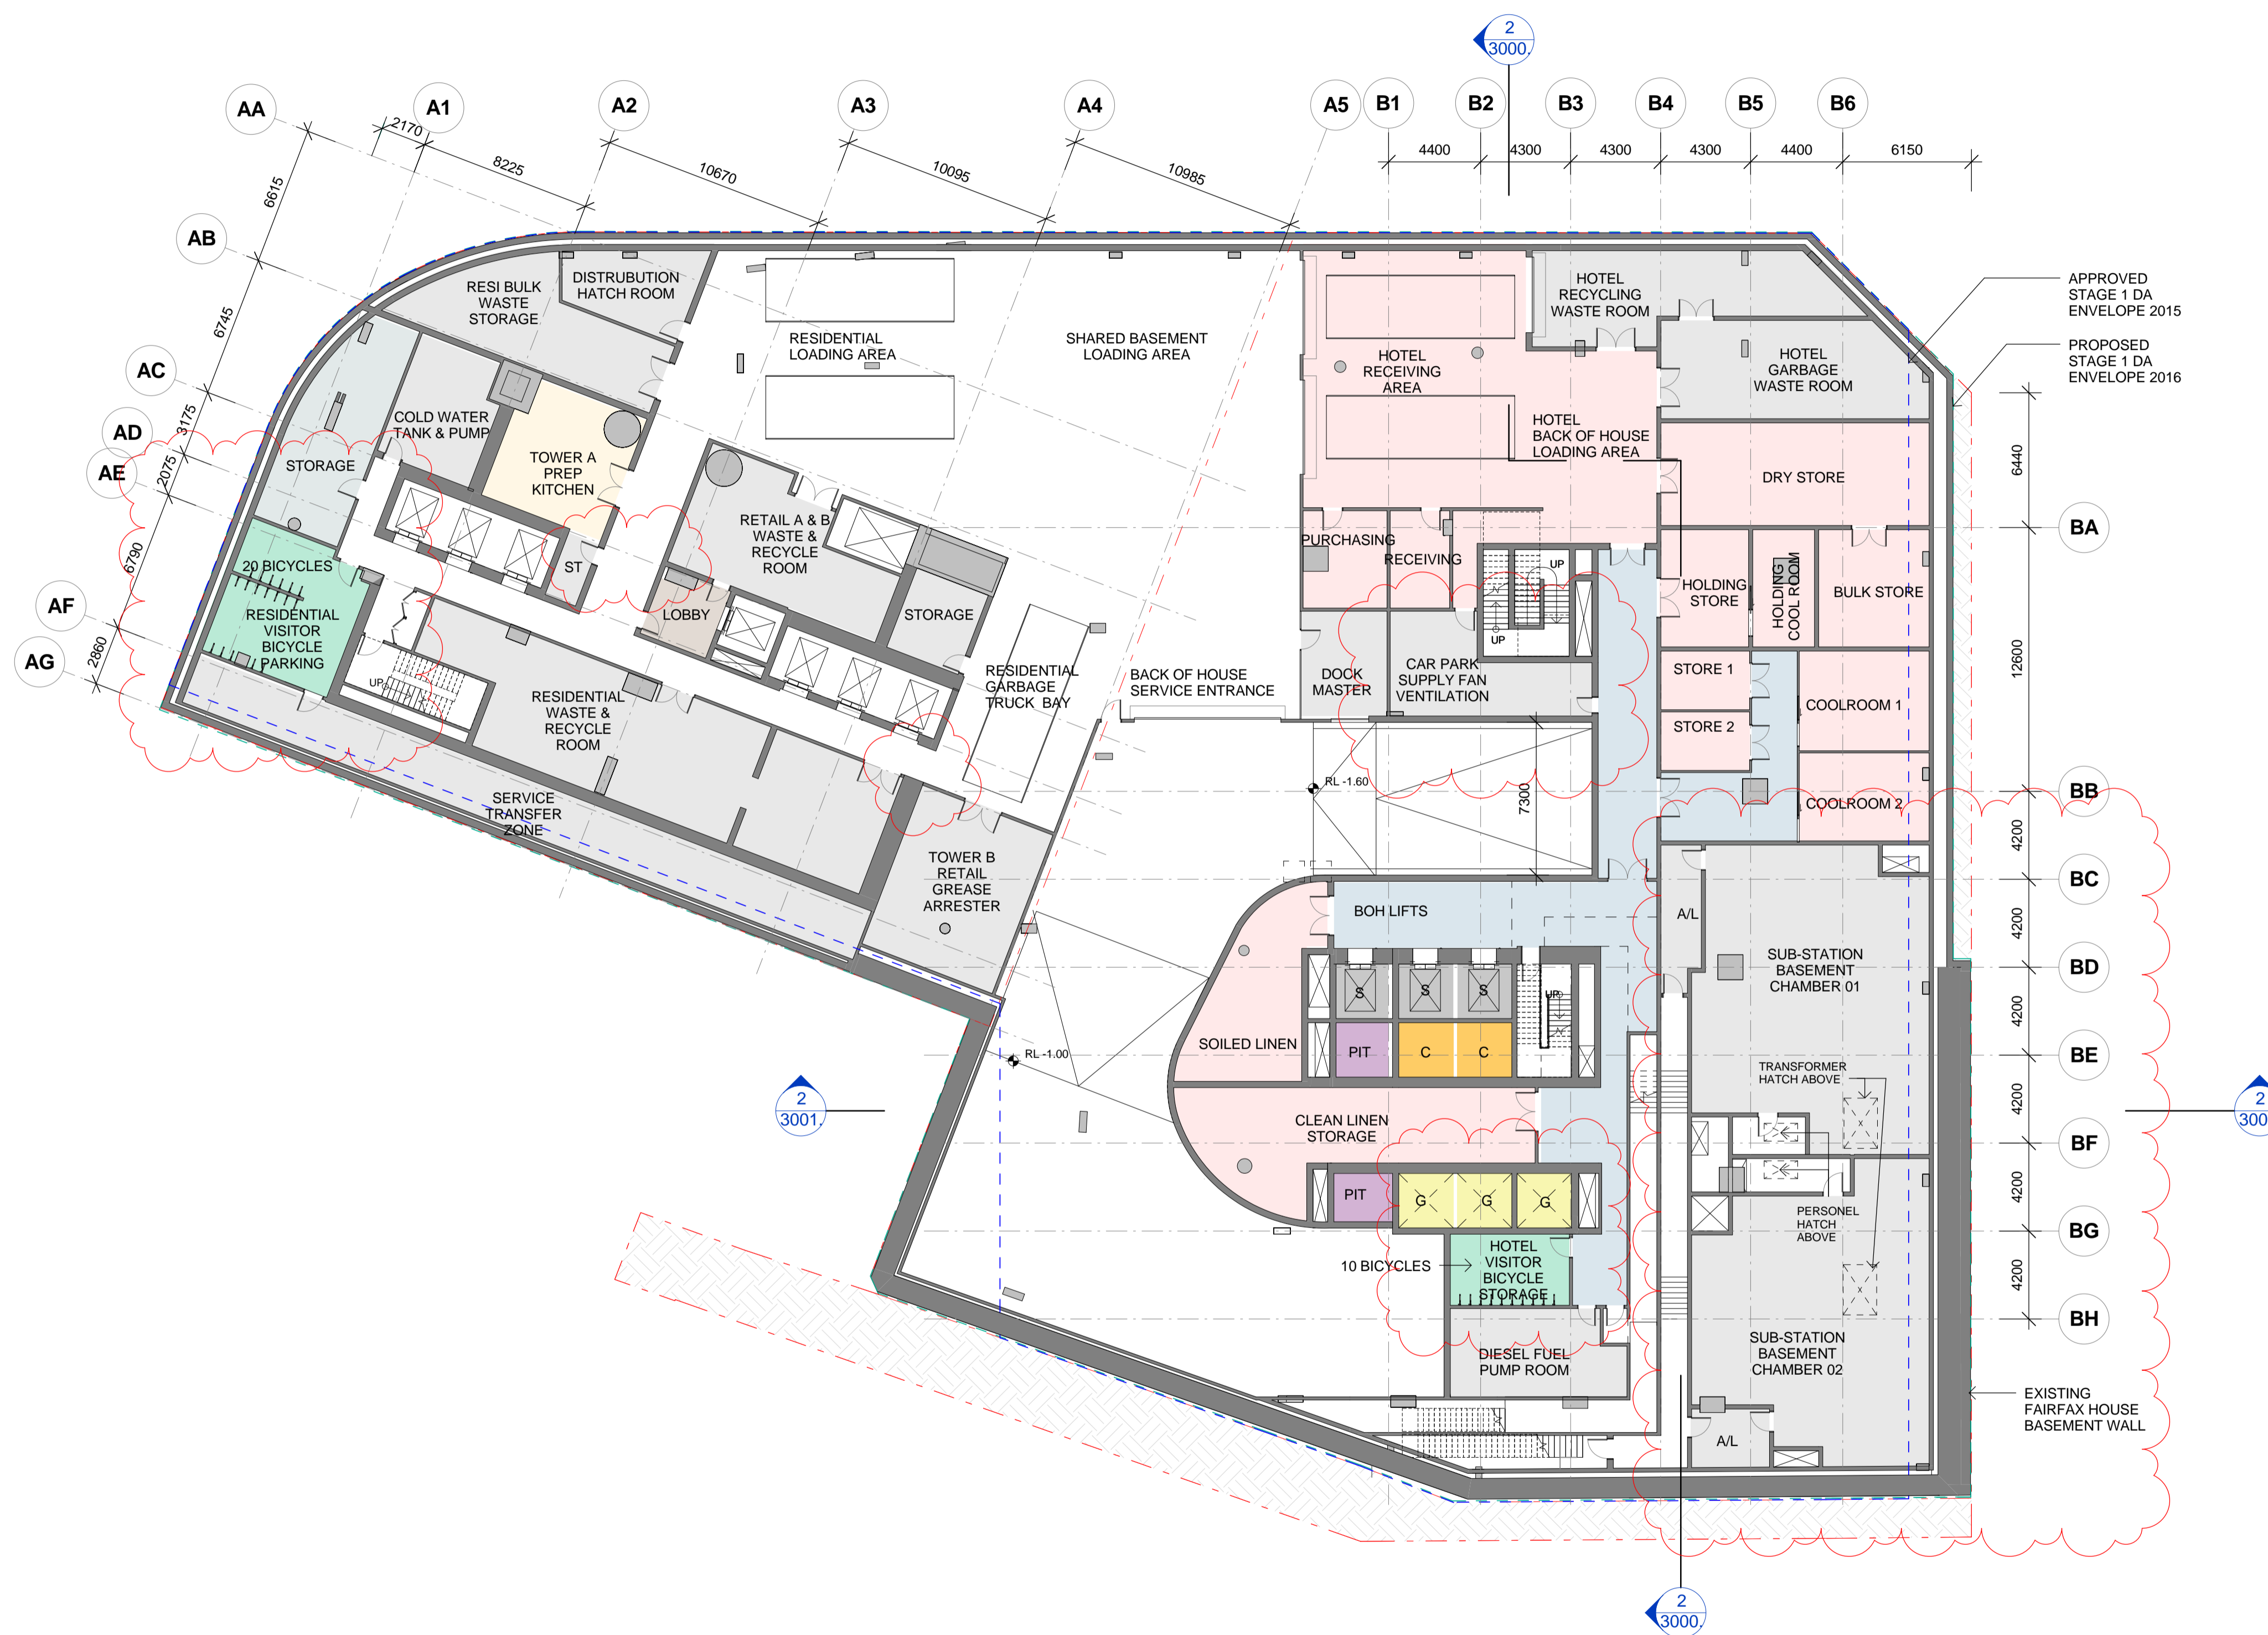 2
3000.
AA
A1
A2
A3
A4
A5
B1
B2
B3
B4
B5
B6
2170
8225
10670
10095
10985
4400
4300
4300
4300
4400
6150
AB
AC
AD
AE
AF
AG
6615
6745
3175
2075
6790
2860
RESI BULK
WASTE
STORAGE
DISTRUBUTION
HATCH ROOM
RESIDENTIAL
LOADING AREA
SHARED BASEMENT
LOADING AREA
HOTEL
RECEIVING
AREA
HOTEL
RECYCLING
WASTE ROOM
HOTEL
GARBAGE
WASTE ROOM
APPROVED
STAGE 1 DA
ENVELOPE 2015
PROPOSED
STAGE 1 DA
ENVELOPE 2016
COLD WATER
TANK & PUMP
STORAGE
TOWER A
PREP
KITCHEN
HOTEL
BACK OF HOUSE
LOADING AREA
DRY STORE
6440
BA
RETAIL A & B
WASTE &
RECYCLE
ROOM
PURCHASING
RECEIVING
UP
UP
HOLDING
STORE
HOLDING
COOL ROOM
BULK STORE
20 BICYCLES
ST
RESIDENTIAL
VISITOR
BICYCLE
PARKING
LOBBY
STORAGE
UP
RESIDENTIAL
WASTE &
RECYCLE
ROOM
RESIDENTIAL
GARBAGE
TRUCK  BAY
BACK OF HOUSE
SERVICE ENTRANCE
DOCK
MASTER
CAR PARK
SUPPLY FAN
VENTILATION
STORE 1
STORE 2
COOLROOM 1
COOLROOM 2
12600
BB
RL -1.60
7300
SERVICE
TRANSFER
ZONE
TOWER B
RETAIL
GREASE
ARRESTER
4200
BC
BOH LIFTS
A/L
SUB-STATION
BASEMENT
CHAMBER 01
4200
BD
S
S
S
UP
4200
SOILED LINEN
PIT
C
C
RL -1.00
BE
TRANSFORMER
HATCH ABOVE
2
3001.
CLEAN LINEN
STORAGE
4200
2
300
BF
PIT
G
G
G
4200
PERSONEL
HATCH
ABOVE
BG
10 BICYCLES
HOTEL
VISITOR
BICYCLE
STORAGE
4200
BH
DIESEL FUEL
PUMP ROOM
SUB-STATION
BASEMENT
CHAMBER 02
A/L
EXISTING
FAIRFAX HOUSE
BASEMENT WALL
2
3000.